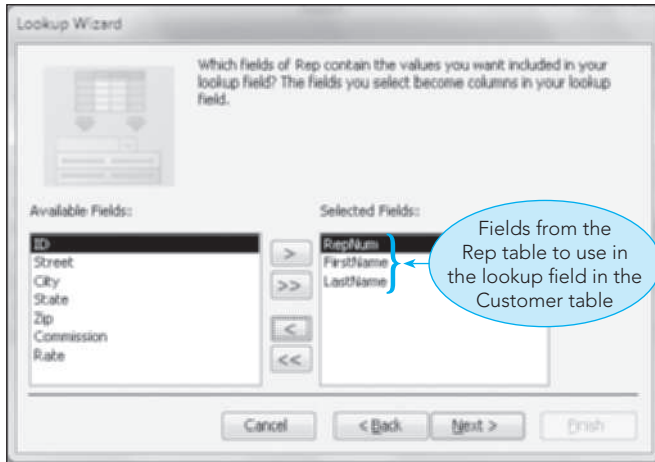 Lookup Wizard
Which fields of Rep contain the values you want included in your
lookup field? The fields you select become columns in your lookup
field.
Available Fields:
ID
Street
City
State
Zip
Commission
Rate
>
>>
<
<<
Selected Fields:
RepNum
FirstName
LastName
Fields from the
Rep table to use in
the lookup field in the
Customer table
Cancel
< Back
Next >
Finish